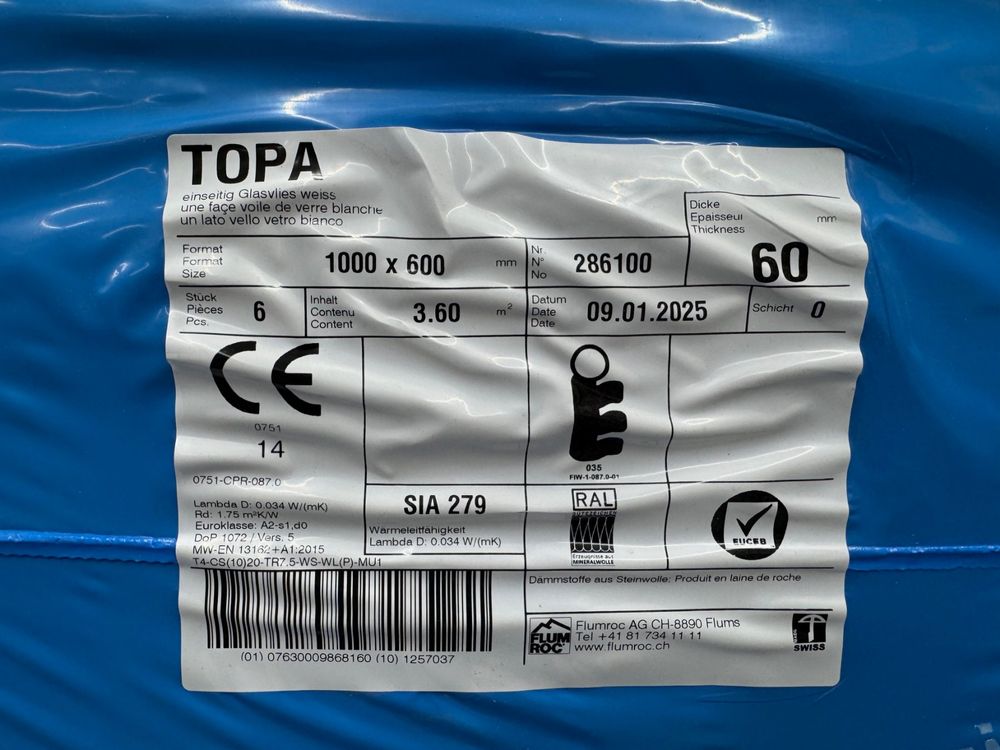 TOPA
einseitig Glasvlies weiss
une façe voile de verre blanche
un lato vello vetro bianco
Dicke
Epaisseur
Thickness
mm
60
Format
Format
Size
1000 x 600 mm
Nr.
N°
No
286100
Stück
Pièces
Pcs.
6
Inhalt
Contenu
Content
3.60 m²
Datum
Date
Date
09.01.2025
Schicht 0
CE
0751
14
0751-CPR-087.0
Lambda D: 0.034 W/(mK)
Rd: 1.75 m²K/W
Euroklasse: A2-s1,d0
DoP 1072 / Vers. 5
MW-EN 13162+A1:2015
T4-CS(10)20-TR7.5-WS-WL(P)-MU1
SIA 279
Wärmeleitfähigkeit
Lambda D: 0.034 W/(mK)
035
FIW-1-087.0-01
RAL
GÜTEZEICHEN
Erzeugnisse aus
MINERALWOLLE
EUCEB
Dämmstoffe aus Steinwolle: Produit en laine de roche
FLUM
ROC
Flumroc AG CH-8890 Flums
Tel +41 81 734 11 11
www.flumroc.ch
SWISS
(01) 07630009868160 (10) 1257037